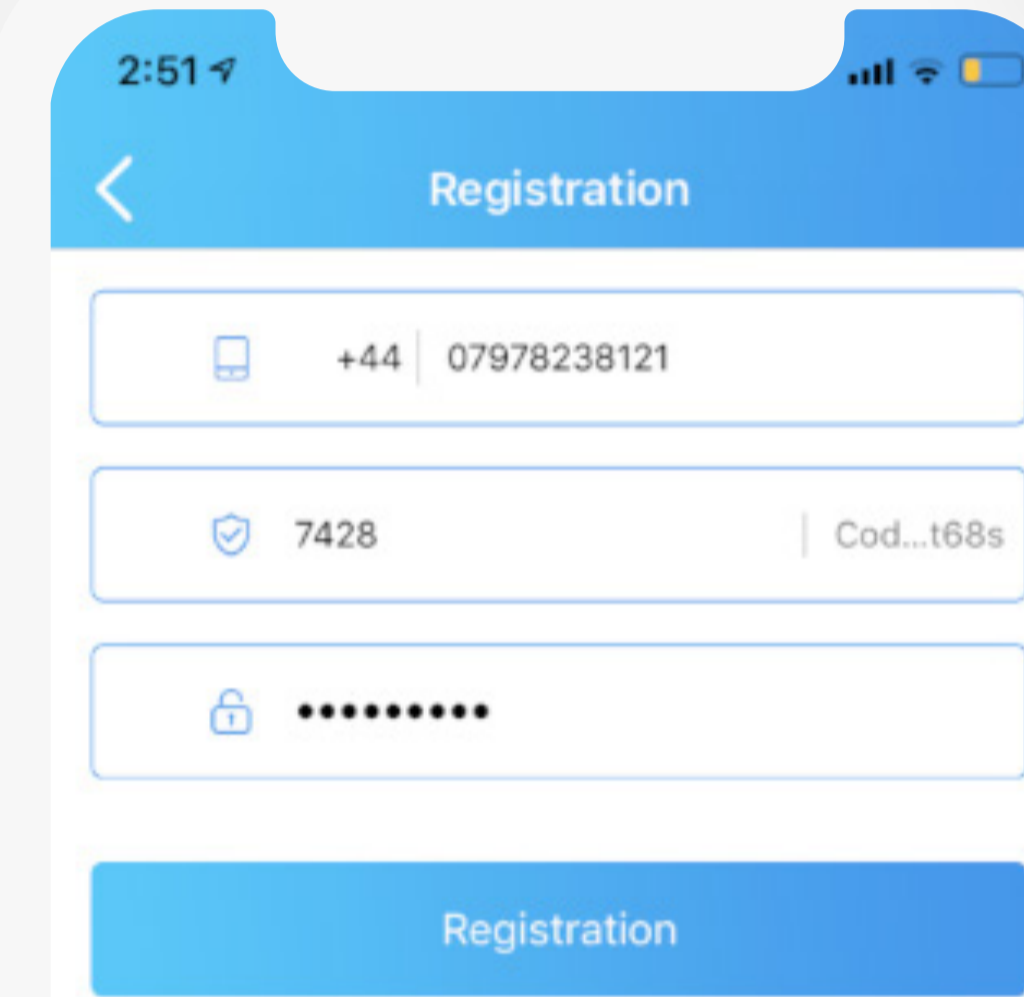 2:51
Registration
+44 07978238121
7428 Cod...t68s
•••••••••
Registration